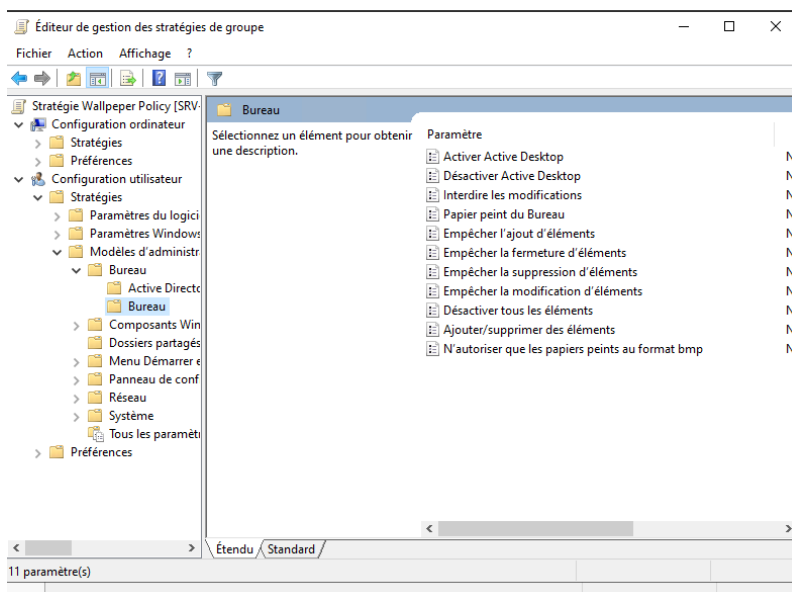 Éditeur de gestion des stratégies de groupe
Fichier Action Affichage ?
Stratégie Wallpeper Policy [SRV-
Configuration ordinateur
Stratégies
Préférences
Configuration utilisateur
Stratégies
Paramètres du logici
Paramètres Windows
Modèles d'administr
Bureau
Active Directo
Bureau
Composants Win
Dossiers partagés
Menu Démarrer e
Panneau de conf
Réseau
Système
Tous les paramètr
Préférences
Bureau
Sélectionnez un élément pour obtenir
une description.
Paramètre
Activer Active Desktop N
Désactiver Active Desktop N
Interdire les modifications N
Papier peint du Bureau N
Empêcher l'ajout d'éléments N
Empêcher la fermeture d'éléments N
Empêcher la suppression d'éléments N
Empêcher la modification d'éléments N
Désactiver tous les éléments N
Ajouter/supprimer des éléments N
N'autoriser que les papiers peints au format bmp N
Étendu Standard
11 paramètre(s)